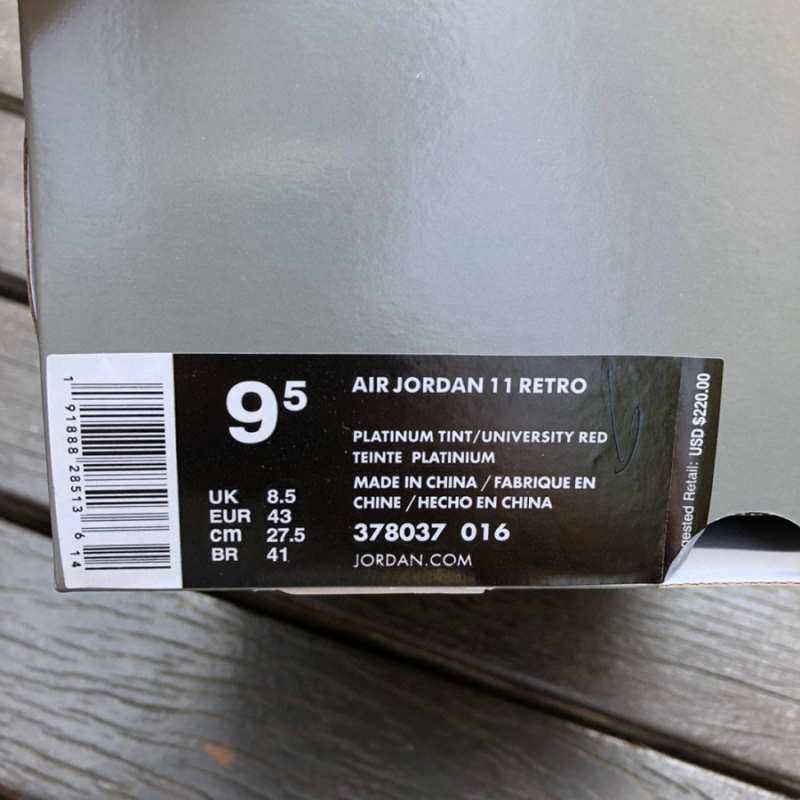 1 91888 28513 6 14
9⁵
UK 8.5
EUR 43
cm 27.5
BR 41
AIR JORDAN 11 RETRO
PLATINUM TINT/UNIVERSITY RED
TEINTE PLATINIUM
MADE IN CHINA / FABRIQUE EN
CHINE / HECHO EN CHINA
378037 016
JORDAN.COM
Retail: USD $220.00